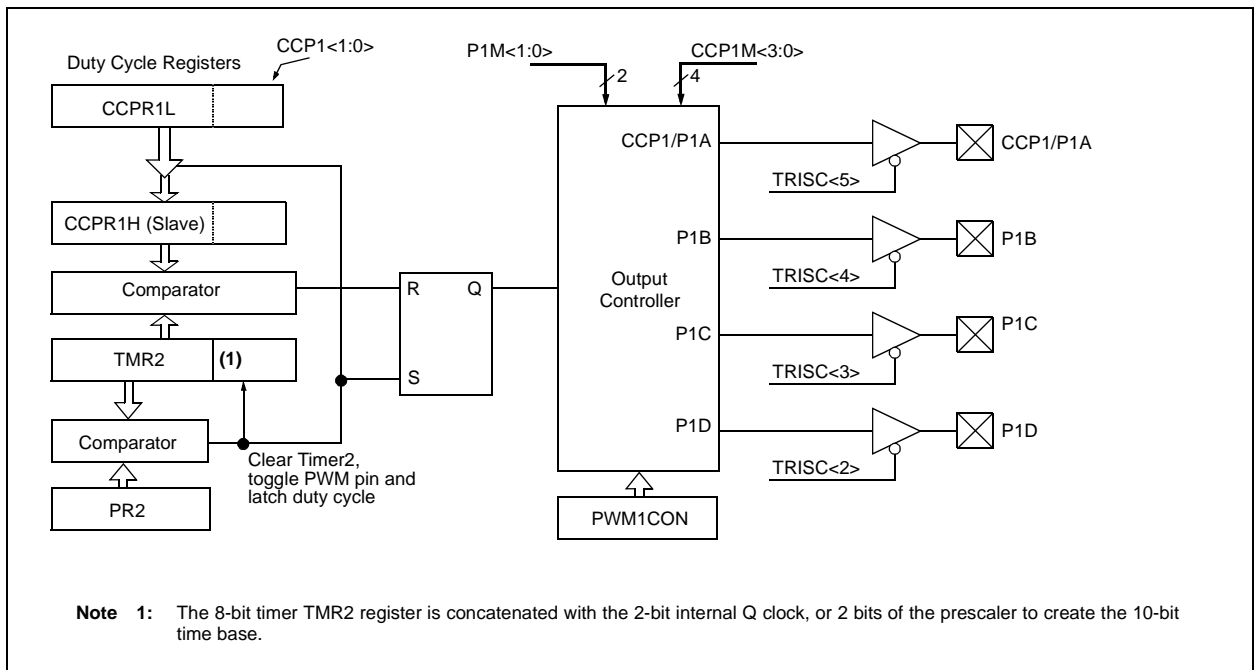 CCP1<1:0>
Duty Cycle Registers
CCPR1L
CCPR1H (Slave)
Comparator
TMR2
(1)
Comparator
PR2
Clear Timer2,
toggle PWM pin and
latch duty cycle
R
Q
S
P1M<1:0>
2
CCP1M<3:0>
4
Output
Controller
CCP1/P1A
P1B
P1C
P1D
PWM1CON
TRISC<5>
CCP1/P1A
TRISC<4>
P1B
TRISC<3>
P1C
TRISC<2>
P1D
Note 1: The 8-bit timer TMR2 register is concatenated with the 2-bit internal Q clock, or 2 bits of the prescaler to create the 10-bit
time base.